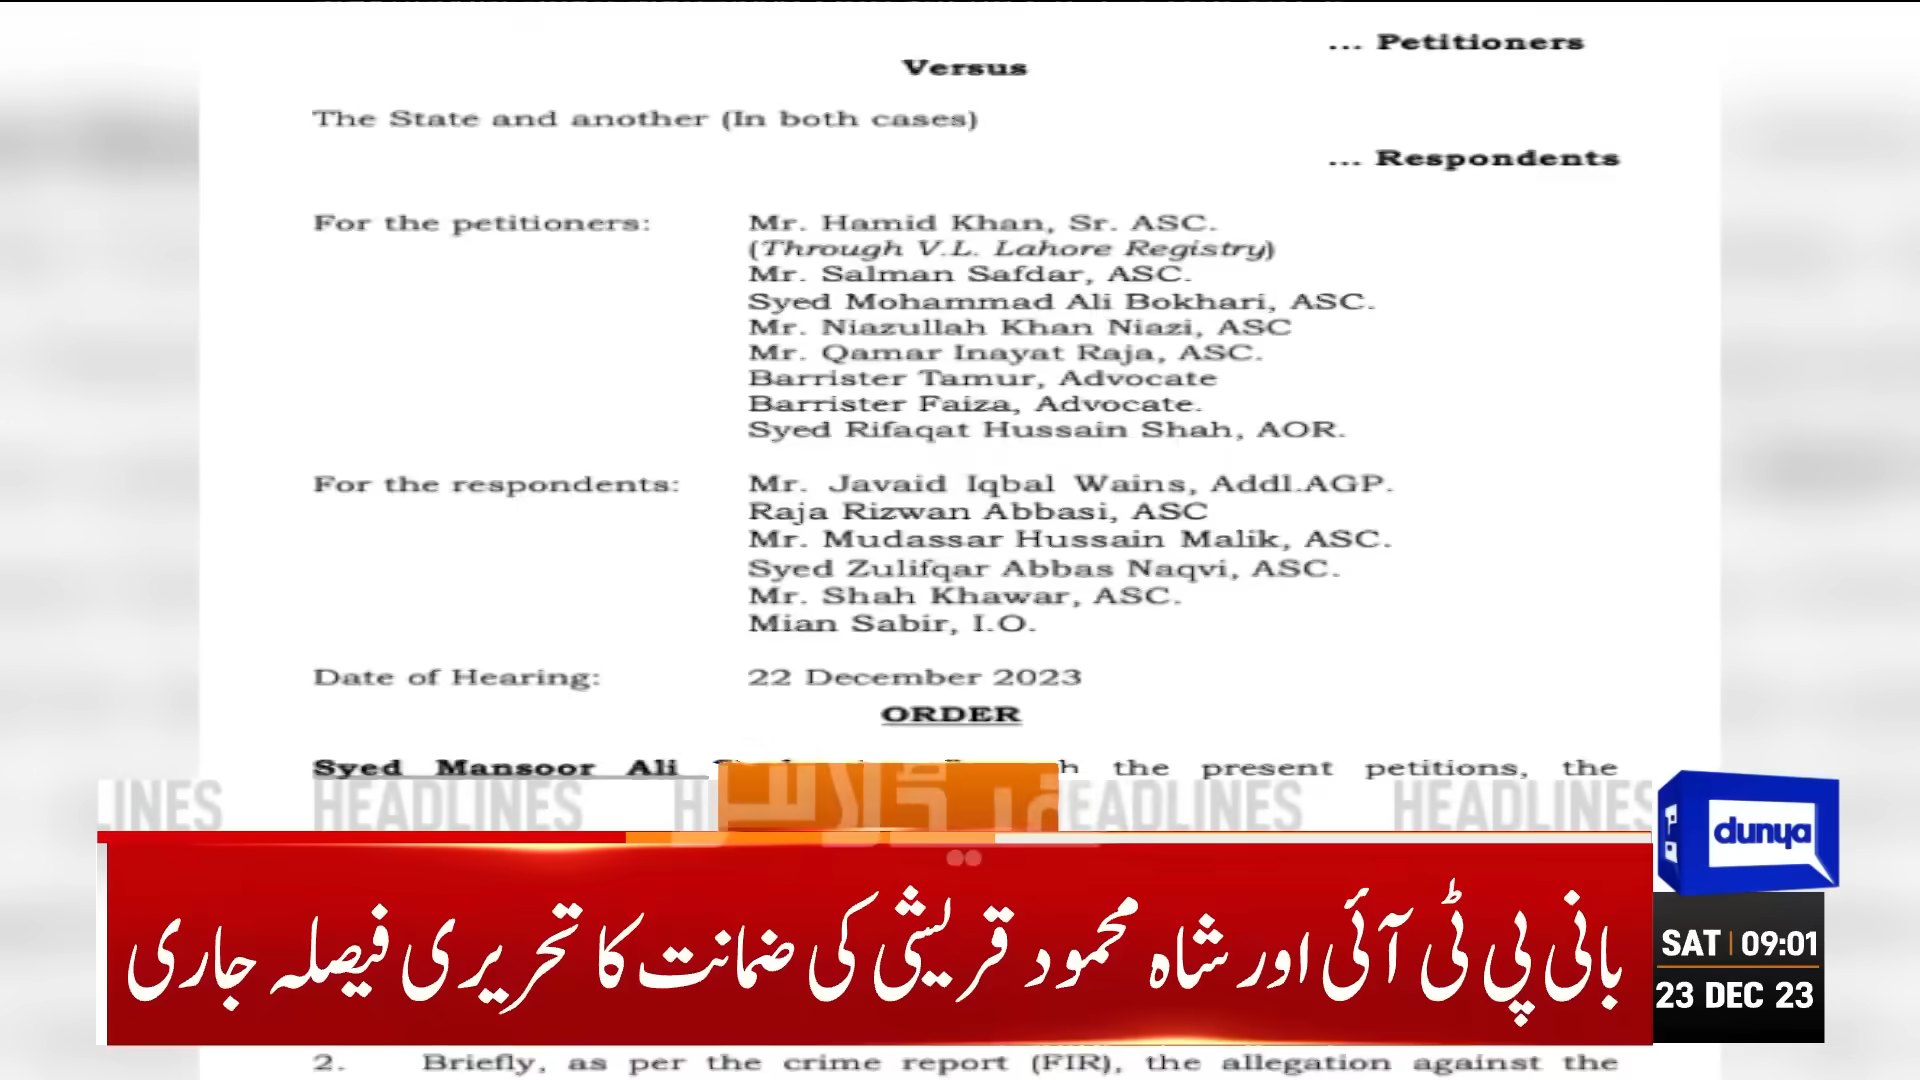 ... Petitioners
Versus
The State and another (In both cases)
... Respondents
For the petitioners: Mr. Hamid Khan, Sr. ASC.
(Through V.L. Lahore Registry)
Mr. Salman Safdar, ASC.
Syed Mohammad Ali Bokhari, ASC.
Mr. Niazullah Khan Niazi, ASC
Mr. Qamar Inayat Raja, ASC.
Barrister Tamur, Advocate
Barrister Faiza, Advocate.
Syed Rifaqat Hussain Shah, AOR.
For the respondents: Mr. Javaid Iqbal Wains, Addl.AGP.
Raja Rizwan Abbasi, ASC
Mr. Mudassar Hussain Malik, ASC.
Syed Zulifqar Abbas Naqvi, ASC.
Mr. Shah Khawar, ASC.
Mian Sabir, I.O.
Date of Hearing: 22 December 2023
ORDER
Syed Mansoor Ali the present petitions, the
LINES HEADLINES H EADLINES HEADLINES
dunya
بانی پی ٹی آئی اور شاہ محمود قریشی کی ضمانت کا تحریری فیصلہ جاری
SAT 09:01
23 DEC 23
2. Briefly, as per the crime report (FIR), the allegation against the